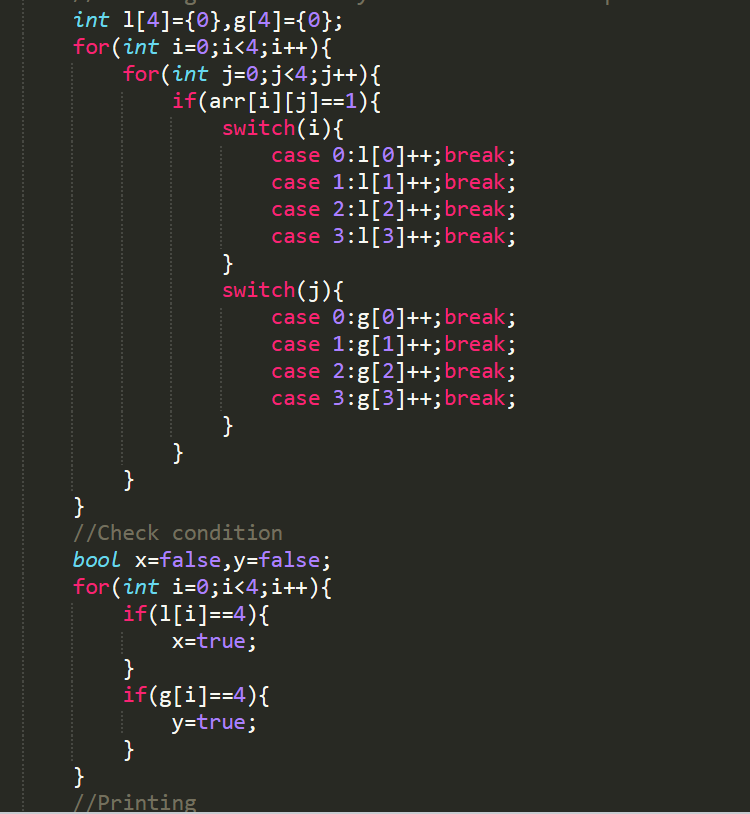 int l[4]={0},g[4]={0};
for(int i=0;i<4;i++){
for(int j=0;j<4;j++){
if(arr[i][j]==1){
switch(i){
case 0:l[0]++;break;
case 1:l[1]++;break;
case 2:l[2]++;break;
case 3:l[3]++;break;
}
switch(j){
case 0:g[0]++;break;
case 1:g[1]++;break;
case 2:g[2]++;break;
case 3:g[3]++;break;
}
}
}
}
//Check condition
bool x=false,y=false;
for(int i=0;i<4;i++){
if(l[i]==4){
x=true;
}
if(g[i]==4){
y=true;
}
}
//Printing